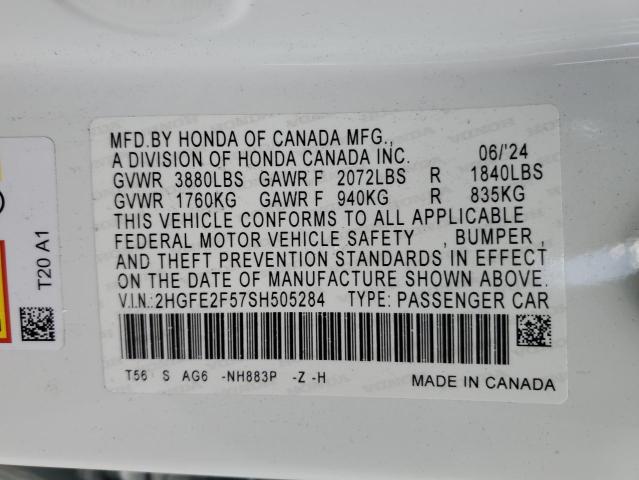 MFD.BY HONDA OF CANADA MFG.,
A DIVISION OF HONDA CANADA INC. 06/'24
GVWR 3880LBS GAWR F 2072LBS R 1840LBS
GVWR 1760KG GAWR F 940KG R 835KG
THIS VEHICLE CONFORMS TO ALL APPLICABLE
FEDERAL MOTOR VEHICLE SAFETY , BUMPER ,
AND THEFT PREVENTION STANDARDS IN EFFECT
ON THE DATE OF MANUFACTURE SHOWN ABOVE.
V.I.N.:2HGFE2F57SH505284 TYPE: PASSENGER CAR
T56 S AG6 -NH883P -Z -H
MADE IN CANADA
T20 A1